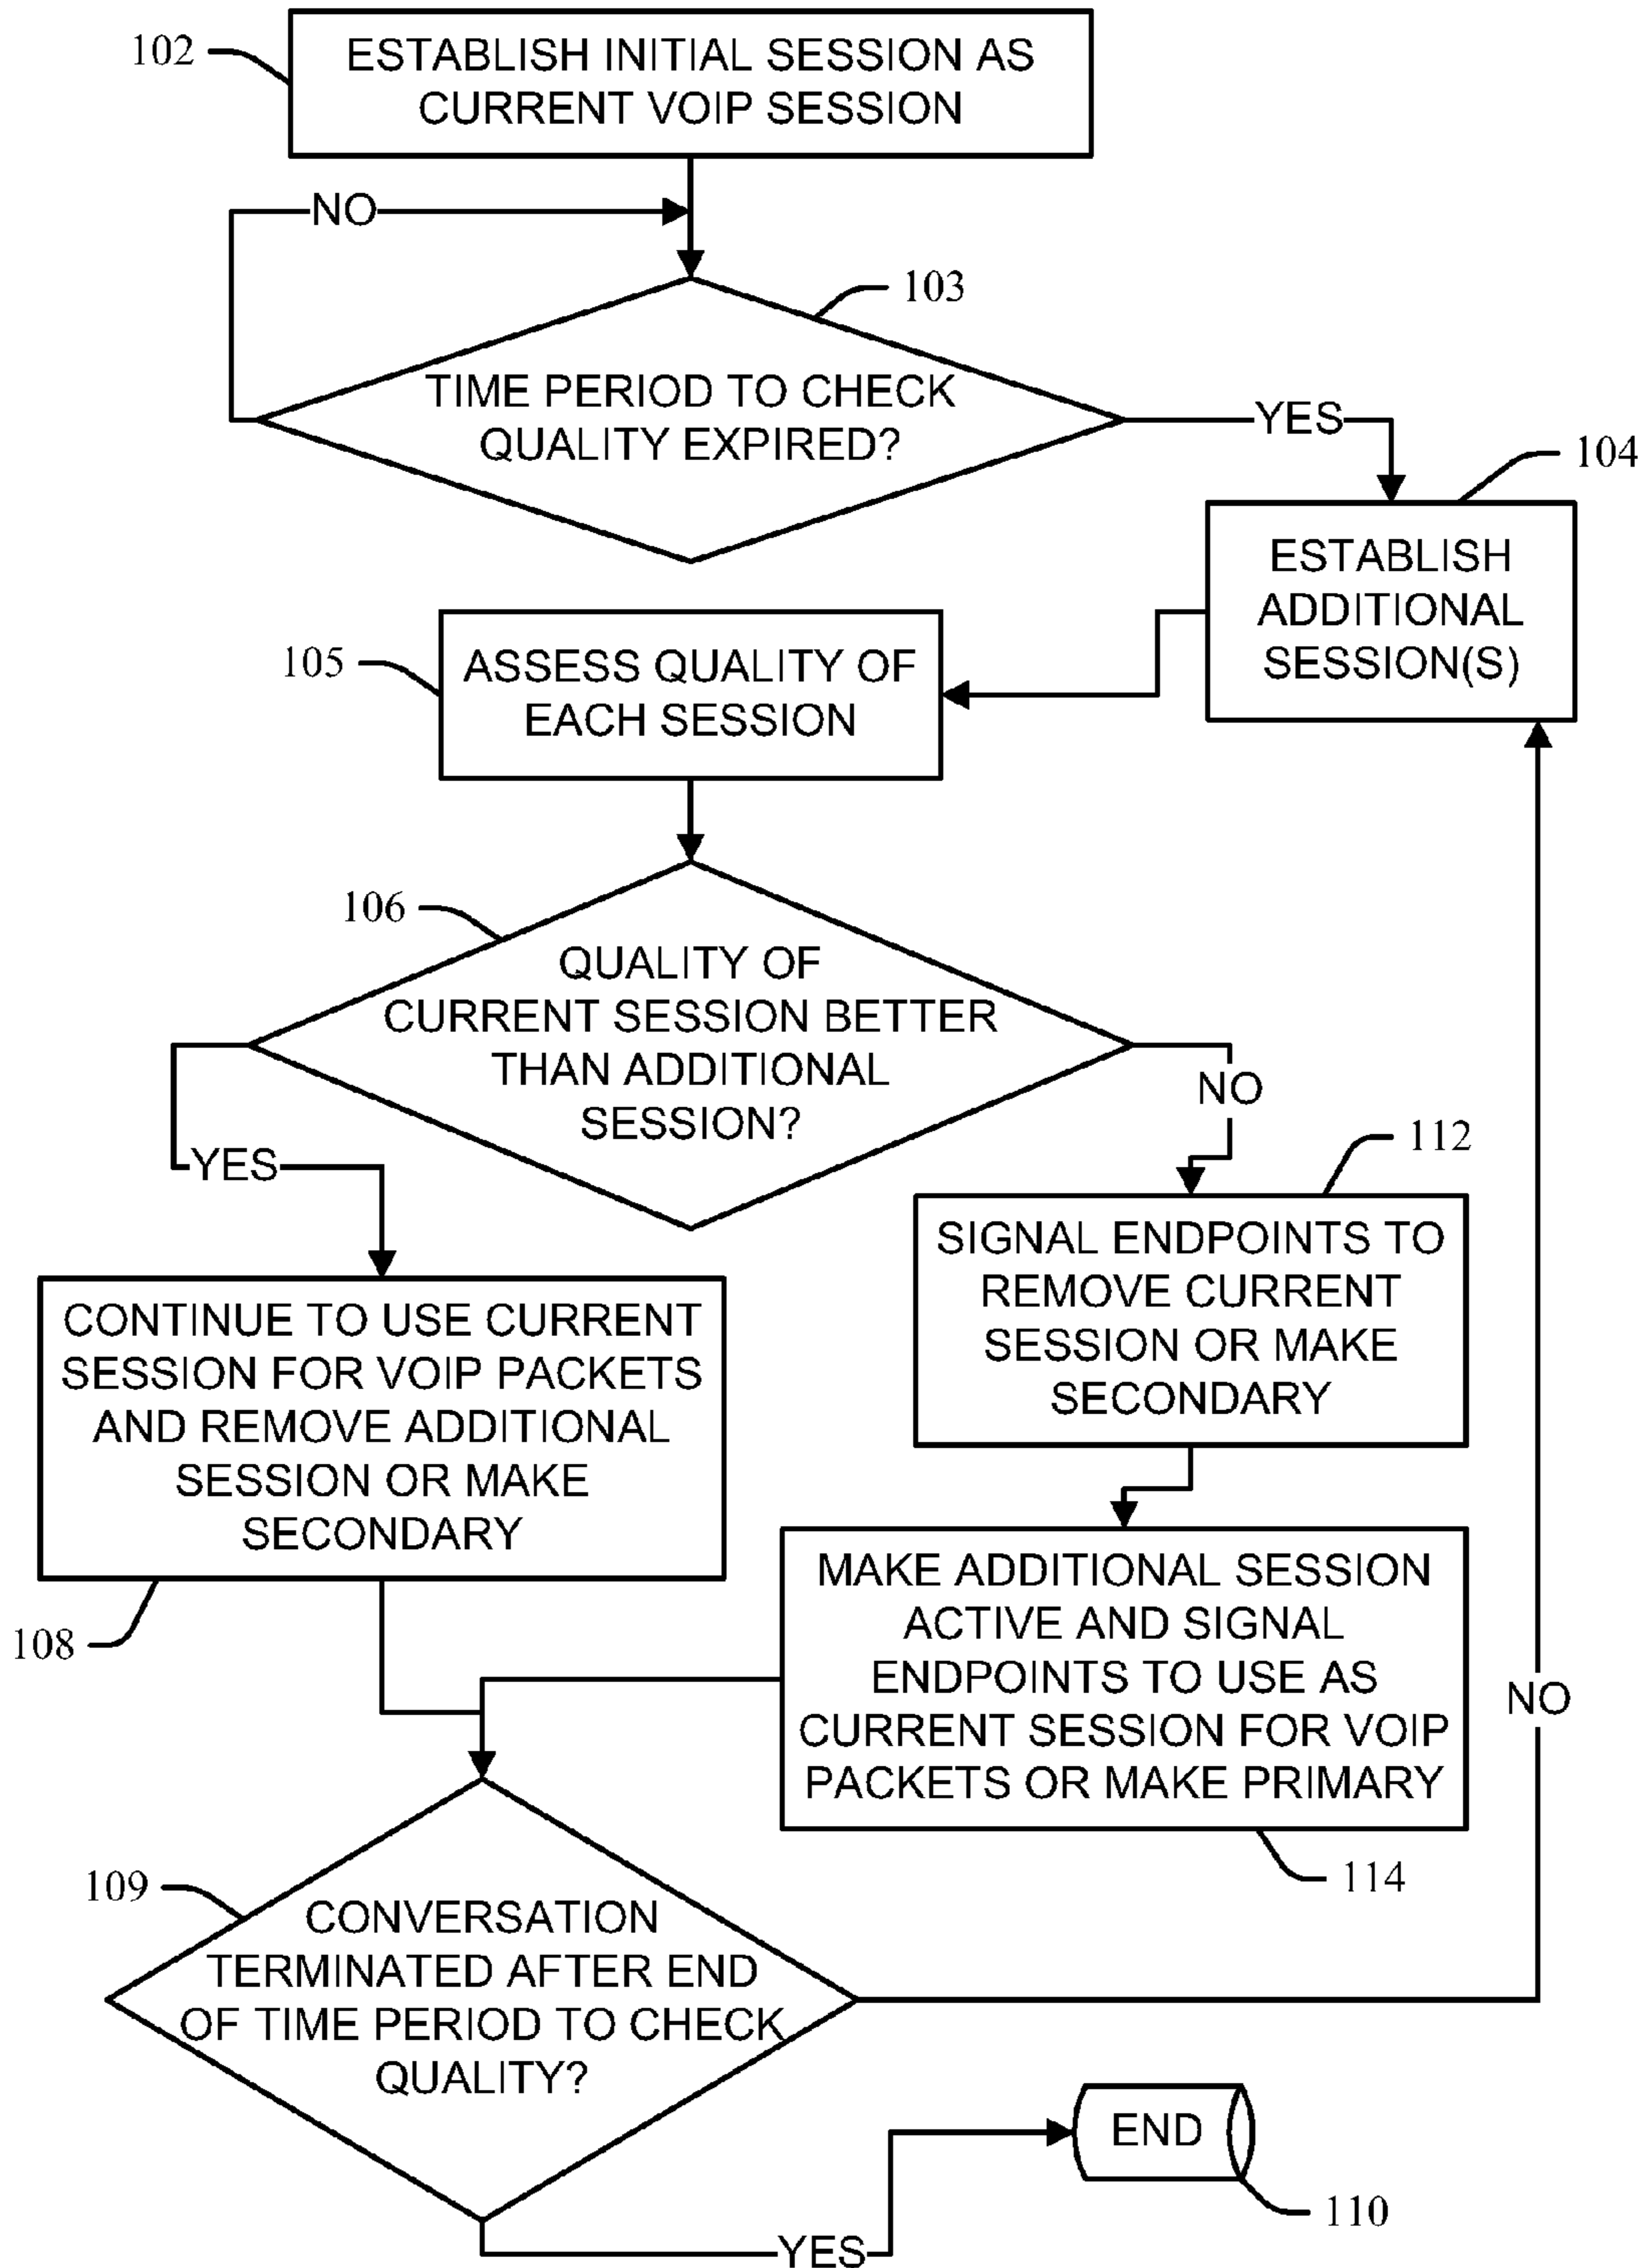 102
ESTABLISH INITIAL SESSION AS
CURRENT VOIP SESSION
NO
103
TIME PERIOD TO CHECK
QUALITY EXPIRED?
YES
104
ESTABLISH
ADDITIONAL
SESSION(S)
105
ASSESS QUALITY OF
EACH SESSION
106
QUALITY OF
CURRENT SESSION BETTER
THAN ADDITIONAL
SESSION?
YES
NO
112
SIGNAL ENDPOINTS TO
REMOVE CURRENT
SESSION OR MAKE
SECONDARY
CONTINUE TO USE CURRENT
SESSION FOR VOIP PACKETS
AND REMOVE ADDITIONAL
SESSION OR MAKE
SECONDARY
108
MAKE ADDITIONAL SESSION
ACTIVE AND SIGNAL
ENDPOINTS TO USE AS
CURRENT SESSION FOR VOIP
PACKETS OR MAKE PRIMARY
114
NO
109
CONVERSATION
TERMINATED AFTER END
OF TIME PERIOD TO CHECK
QUALITY?
YES
END
110